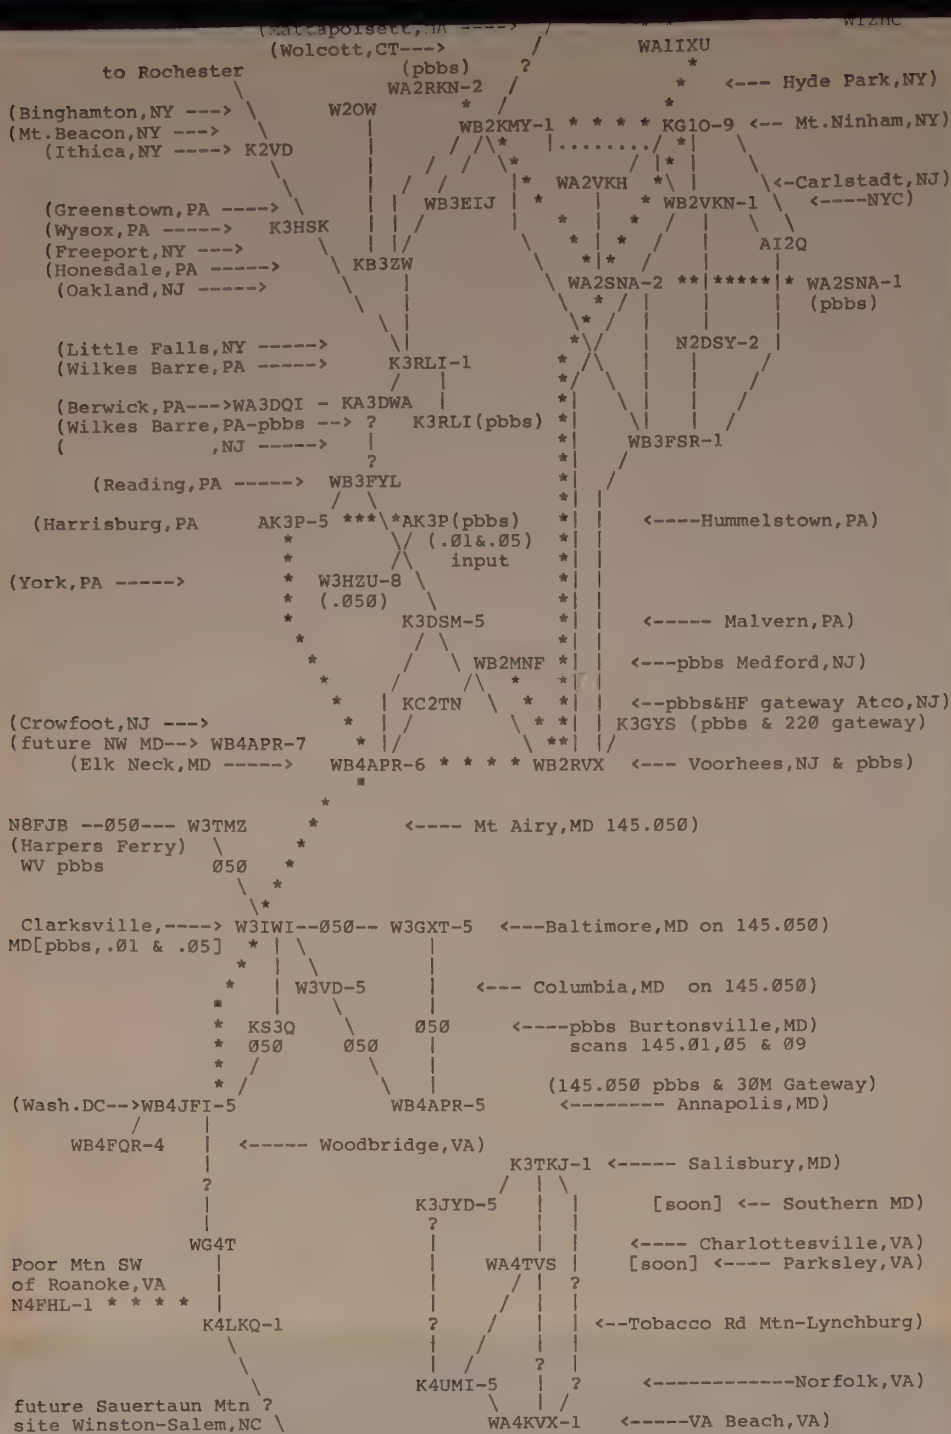 (Mattapoisett,MA ----> / * * W1ZHC
(Wolcott,CT---> / WA1IXU
to Rochester (pbbs) ? *
\ WA2RKN-2 / * <--- Hyde Park,NY)
(Binghamton,NY ---> \ W2OW * / *
(Mt.Beacon,NY ----> \ | WB2KMY-1 * * * * KG1O-9 <-- Mt.Ninham,NY)
(Ithica,NY ----> K2VD | / /* * |........./ *| \
\ | / / |* * WA2VKH / *\ | \<-Carlstadt,NJ)
(Greenstown,PA ----> \ | / WB3EIJ | * * | * WB2VKN-1 \ <----NYC)
(Wysox,PA -----> K3HSK | / / \ * * | * / | \ \
(Freeport,NY ---> \ | | / \ * *|* * / | AI2Q
(Honesdale,PA -----> \ KB3ZW \ * | * / | |
(Oakland,NJ -----> \ | \ WA2SNA-2 **|*****|* WA2SNA-1
\ | \ * / / | | | (pbbs)
\ | \ * / / | | |
(Little Falls,NY -----> \ | \/ / | N2DSY-2 |
(Wilkes Barre,PA -----> K3RLI-1 * /\ | | /
/ | * | \ | | /
(Berwick,PA--->WA3DQI - KA3DWA | * | \ | | /
(Wilkes Barre,PA-pbbs --> ? K3RLI(pbbs) * | \| | /
( ,NJ -----> | * | WB3FSR-1
? * | /
(Reading,PA -----> WB3FYL * | /
/ \ * | |
(Harrisburg,PA AK3P-5 ***\*AK3P(pbbs) *| | <----Hummelstown,PA)
* \/ (.01&.05) *| |
* /\ input *| |
(York,PA -----> * W3HZU-8 \ *| |
* (.050) \ *| |
* K3DSM-5 *| | <----- Malvern,PA)
* / \ *| |
* / \ WB2MNF *| | <---pbbs Medford,NJ)
* / / \ * *| |
* KC2TN \ * *| | <--pbbs&HF gateway Atco,NJ)
(Crowfoot,NJ ---> * / \ * * | | K3GYS (pbbs & 220 gateway)
(future NW MD--> WB4APR-7 * / \ **| |/
(Elk Neck,MD -----> WB4APR-6 * * * * WB2RVX <--- Voorhees,NJ & pbbs)
*
*
N8FJB --050--- W3TMZ * <---- Mt Airy,MD 145.050)
(Harpers Ferry) \ *
WV pbbs 050 *
\ *
\ *
Clarksville,----> W3IWI--050-- W3GXT-5 <---Baltimore,MD on 145.050)
MD[pbbs,.01 & .05] * | \ |
* | \ |
* |W3VD-5 | <--- Columbia,MD on 145.050)
* | \ |
* KS3Q \ 050 <----pbbs Burtonsville,MD)
* 050 050 | scans 145.01,05 & 09
* / \ |
* / \ | (145.050 pbbs & 30M Gateway)
(Wash.DC-->WB4JFI-5 WB4APR-5 <-------- Annapolis,MD)
/ |
WB4FQR-4 | <----- Woodbridge,VA)
| K3TKJ-1 <----- Salisbury,MD)
? / | \
| K3JYD-5 | | [soon] <-- Southern MD)
| ? | |
WG4T | | | <---- Charlottesville,VA)
Poor Mtn SW | | WA4TVS | [soon] <---- Parksley,VA)
of Roanoke,VA | | / | ?
N4FHL-1 * * * * | | / | |
K4LKQ-1 ? / | | <--Tobacco Rd Mtn-Lynchburg)
\ | / | |
\ | / ? |
\ K4UMI-5 | ? <------------Norfolk,VA)
future Sauertaun Mtn ? \ | /
site Winston-Salem,NC \ WA4KVX-1 <-----VA Beach,VA)